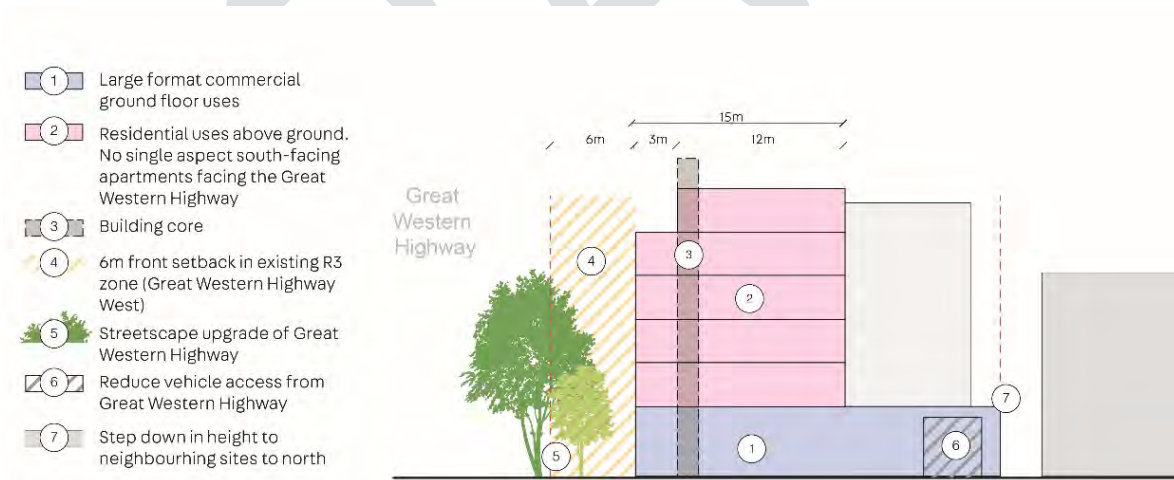 1 Large format commercial
ground floor uses
2 Residential uses above ground.
No single aspect south-facing
apartments facing the Great
Western Highway
3 Building core
4 6m front setback in existing R3
zone (Great Western Highway
West)
5 Streetscape upgrade of Great
Western Highway
6 Reduce vehicle access from
Great Western Highway
7 Step down in height to
neighbourhing sites to north
15m
6m 3m 12m
Great
Western
Highway
4
3
2
7
5
1
6